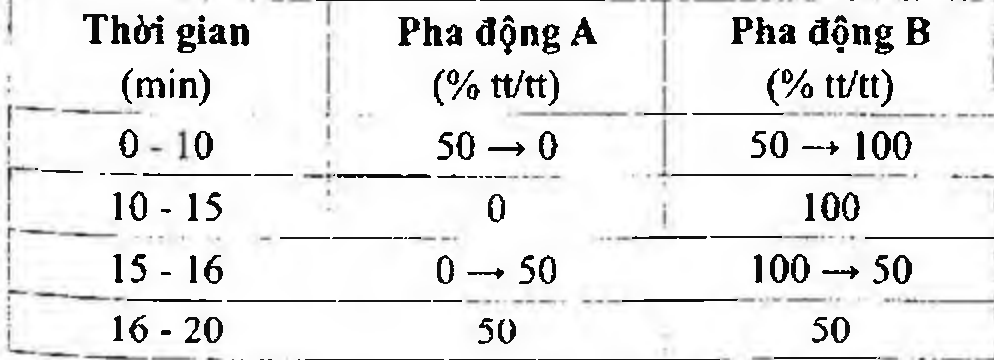 Thời gian Pha động A Pha động B
(min) (% tt/tt) (% tt/tt)
0 - 10 50 → 0 50 → 100
10 - 15 0 100
15 - 16 0 → 50 100 → 50
16 - 20 50 50